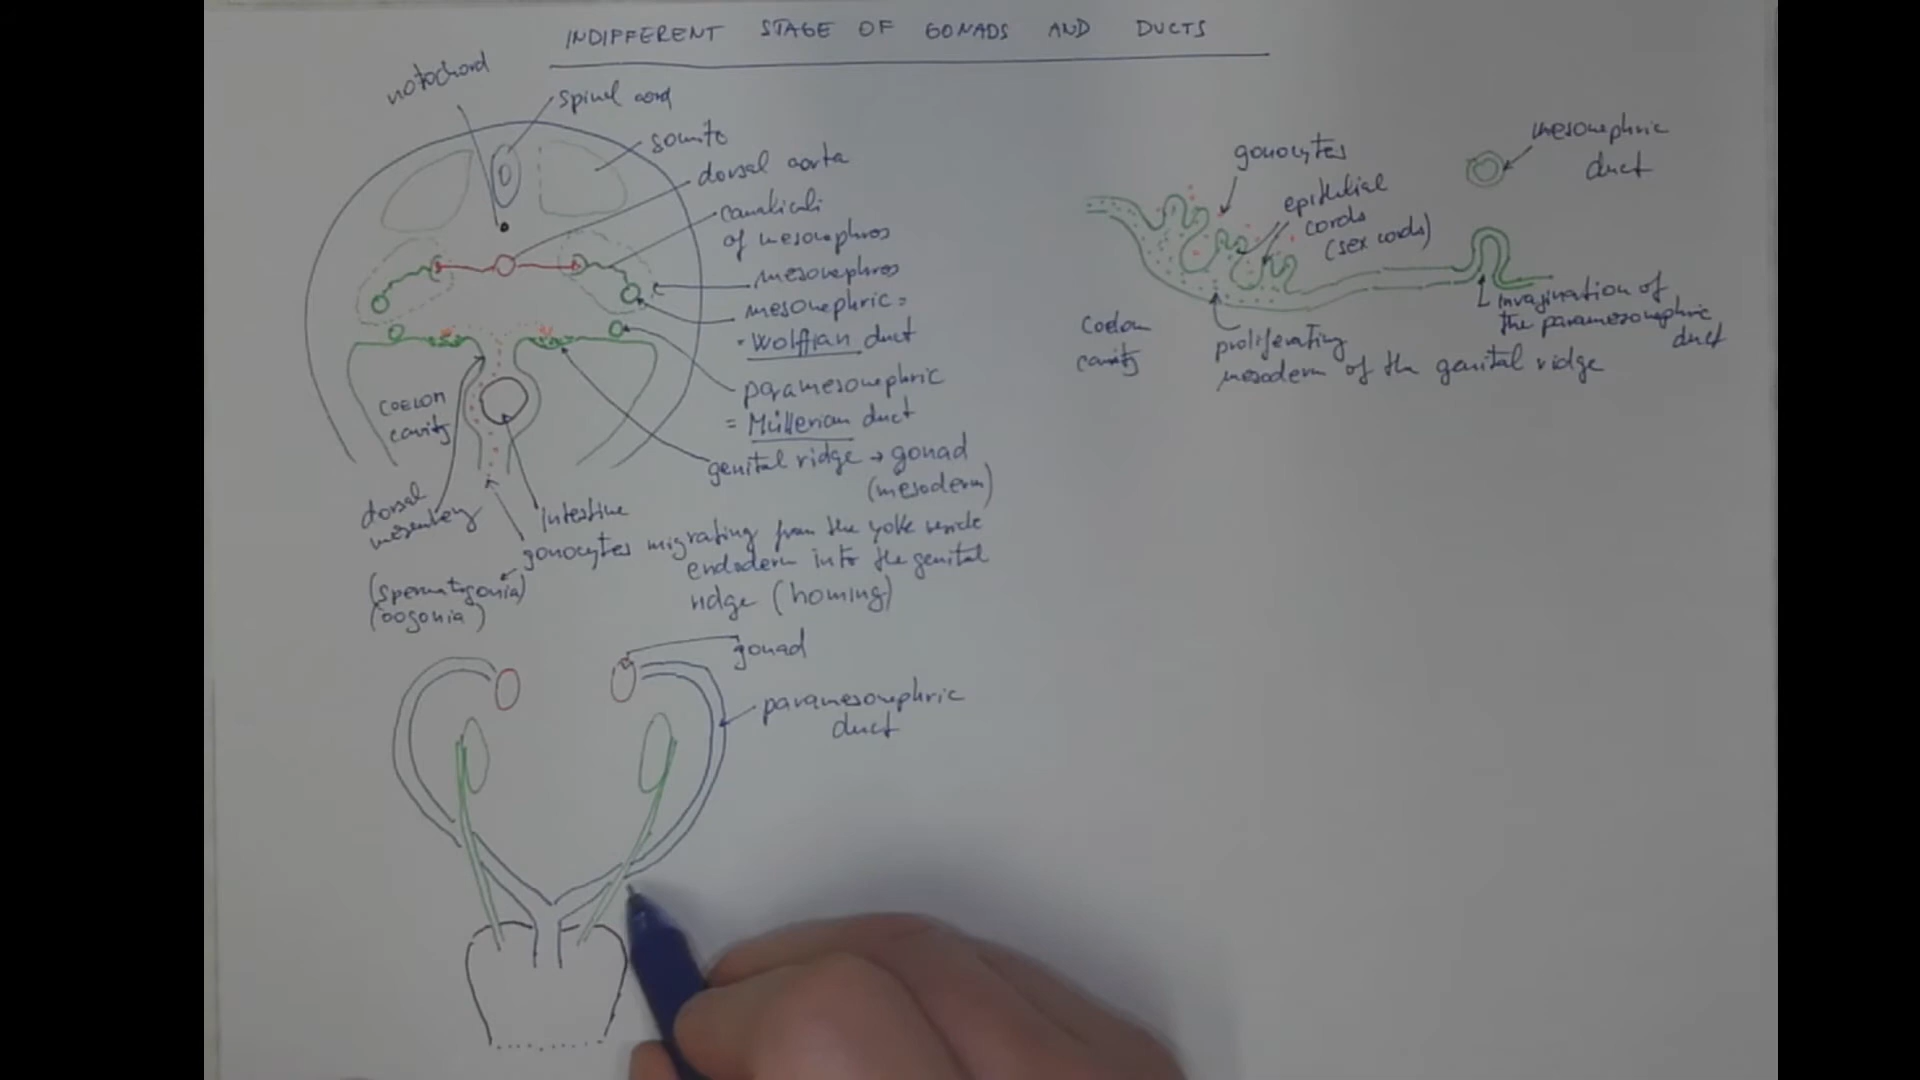 INDIFFERENT STAGE OF GONADS AND DUCTS
notochord
spinel cord
somite
dorsal aorta
canaliculi
of mesonephros
mesonephros
mesonephric =
- Wolffian duct
paramesonephric
= Müllerian duct
genital ridge → gonad
(mesoderm)
coelom
cavity
dorsal
mesentery
Intestine
gonocytes migrating from the yolk vesicle
endoderm into the genital
ridge (homing)
(spermatogonia)
(oogonia)
gonad
paramesonephric
duct
gonocytes
epithelial
cords
(sex cords)
mesonephric
duct
Coelom
cavity
proliferating
mesoderm of the genital ridge
invagination of
the paramesonephric
duct